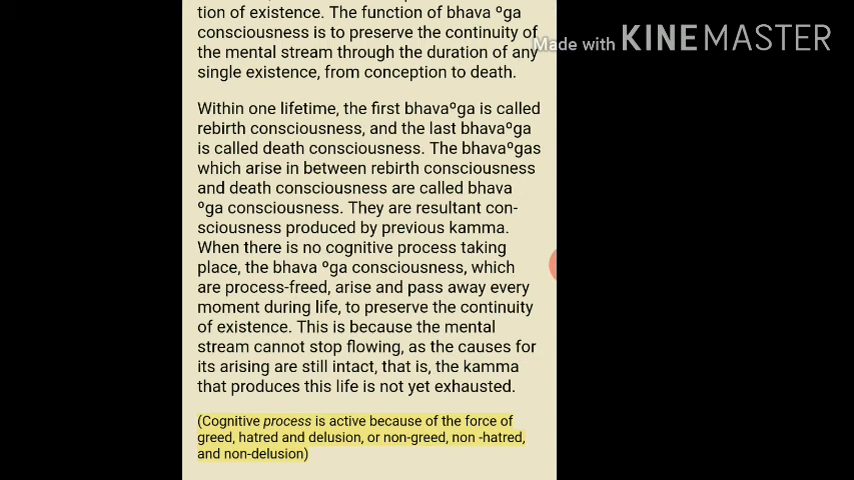 tion of existence. The function of bhava ºga
consciousness is to preserve the continuity of
the mental stream through the duration of any
single existence, from conception to death.
Made with KINEMASTER
Within one lifetime, the first bhavaºga is called
rebirth consciousness, and the last bhavaºga
is called death consciousness. The bhavaºgas
which arise in between rebirth consciousness
and death consciousness are called bhava
ºga consciousness. They are resultant con-
sciousness produced by previous kamma.
When there is no cognitive process taking
place, the bhava ºga consciousness, which
are process-freed, arise and pass away every
moment during life, to preserve the continuity
of existence. This is because the mental
stream cannot stop flowing, as the causes for
its arising are still intact, that is, the kamma
that produces this life is not yet exhausted.
(Cognitive process is active because of the force of
greed, hatred and delusion, or non-greed, non -hatred,
and non-delusion)